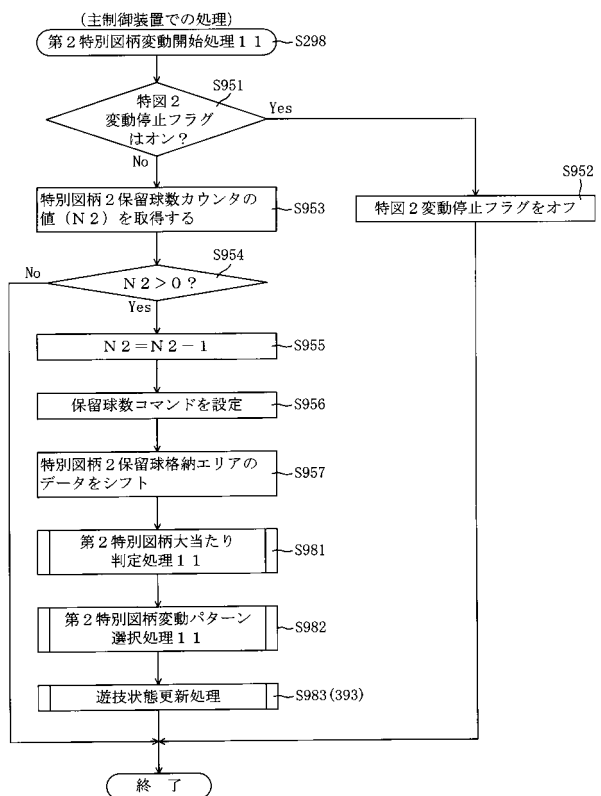 (主制御装置での処理)
第2特別図柄変動開始処理11
S298
S951
特図2
変動停止フラグ
はオン?
Yes
No
S952
特図2変動停止フラグをオフ
特別図柄2保留球数カウンタの
値(N2)を取得する
S953
S954
No
N2>0?
Yes
N2=N2-1
S955
保留球数コマンドを設定
S956
特別図柄2保留球格納エリアの
データをシフト
S957
第2特別図柄大当たり
判定処理11
S981
第2特別図柄変動パターン
選択処理11
S982
遊技状態更新処理
S983(393)
終 了